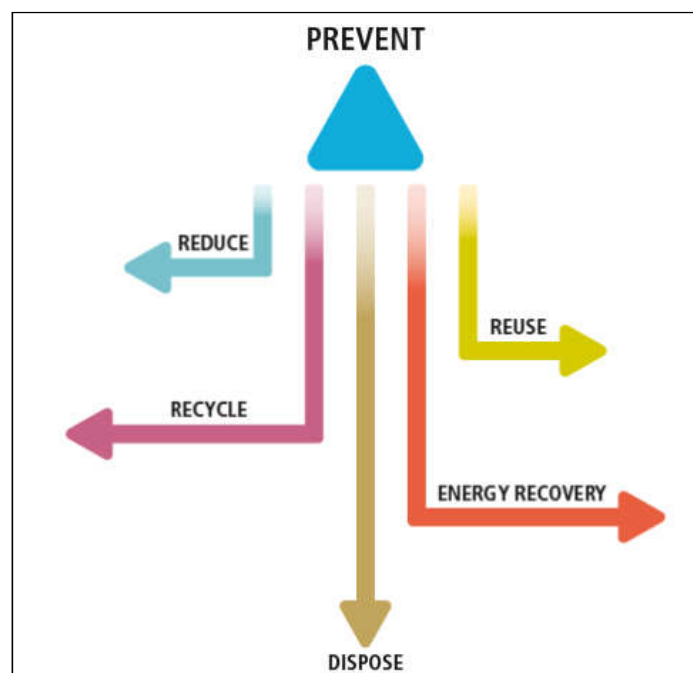 PREVENT
REDUCE
REUSE
RECYCLE
ENERGY RECOVERY
DISPOSE